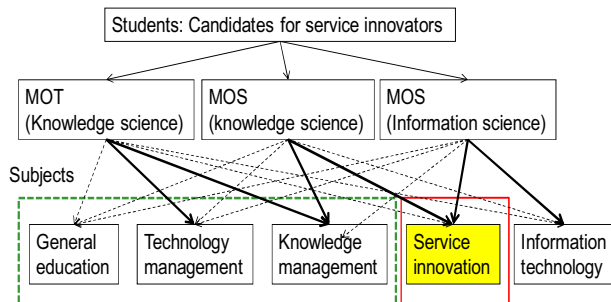 Students: Candidates for service innovators
MOT
(Knowledge science)
MOS
(knowledge science)
MOS
(Information science)
Subjects
General
education
Technology
management
Knowledge
management
Service
innovation
Information
technology